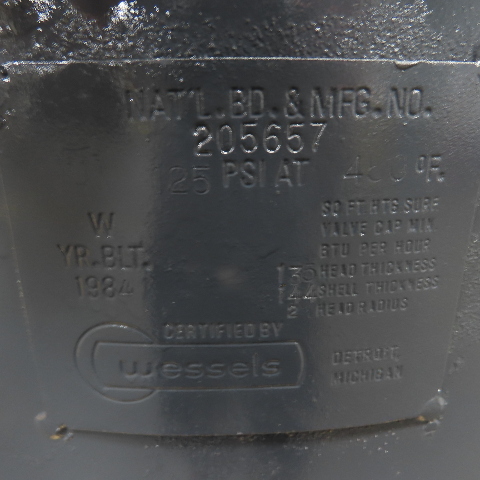 NAT'L. BD. & MFG. NO.
205657
25 PSI AT 450 °F.
W
YR. BLT.
1984
SQ FT HTG SURF
VALVE CAP MIN.
BTU PER HOUR
HEAD THICKNESS
SHELL THICKNESS
HEAD RADIUS
CERTIFIED BY
Wessels
DETROIT,
MICHIGAN